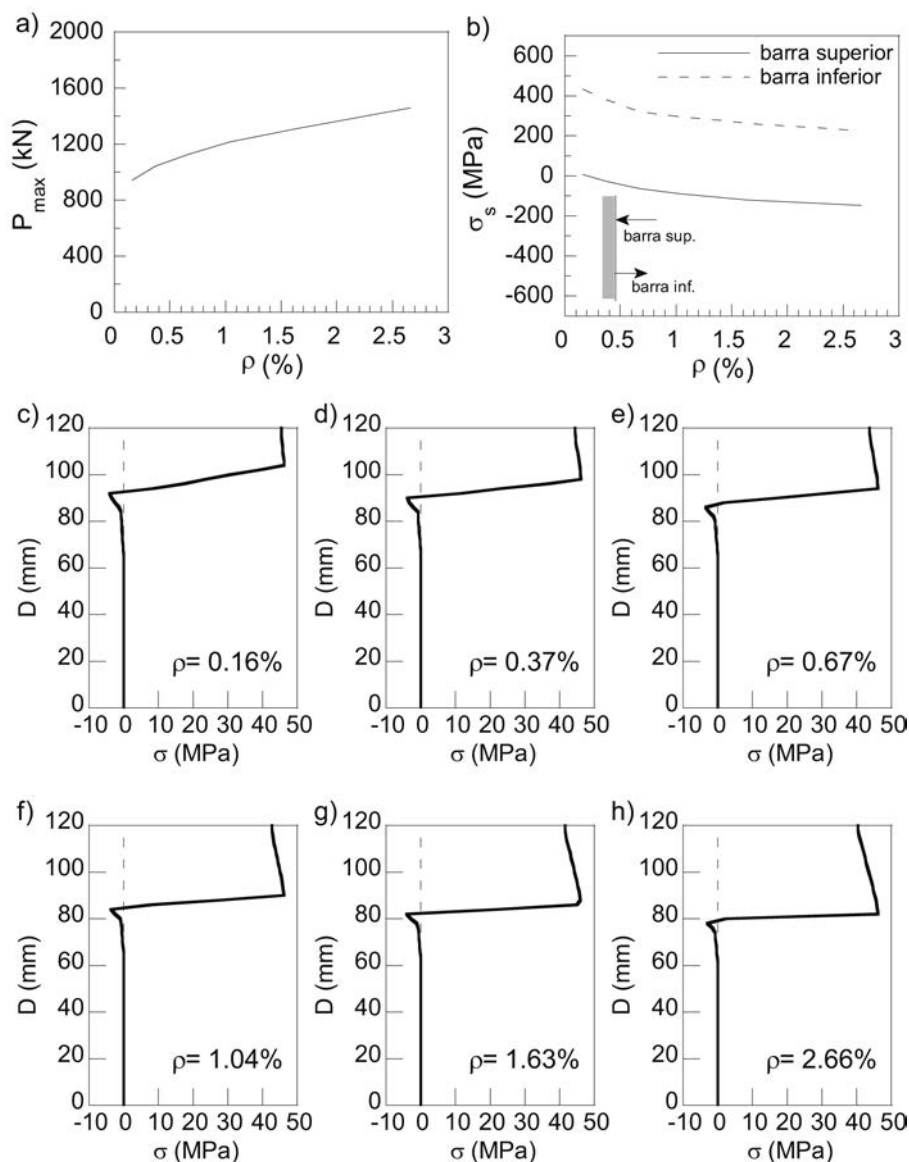 a)
2000
1600
1200
800
400
0
P_max (kN)
0 0.5 1 1.5 2 2.5 3
ρ (%)
b)
600
400
200
0
-200
-400
-600
σ_s (MPa)
barra superior
barra inferior
barra sup.
barra inf.
0 0.5 1 1.5 2 2.5 3
ρ (%)
c)
120
100
80
60
40
20
0
D (mm)
ρ= 0.16%
-10 0 10 20 30 40 50
σ (MPa)
d)
120
100
80
60
40
20
0
D (mm)
ρ= 0.37%
-10 0 10 20 30 40 50
σ (MPa)
e)
120
100
80
60
40
20
0
D (mm)
ρ= 0.67%
-10 0 10 20 30 40 50
σ (MPa)
f)
120
100
80
60
40
20
0
D (mm)
ρ= 1.04%
-10 0 10 20 30 40 50
σ (MPa)
g)
120
100
80
60
40
20
0
D (mm)
ρ= 1.63%
-10 0 10 20 30 40 50
σ (MPa)
h)
120
100
80
60
40
20
0
D (mm)
ρ= 2.66%
-10 0 10 20 30 40 50
σ (MPa)